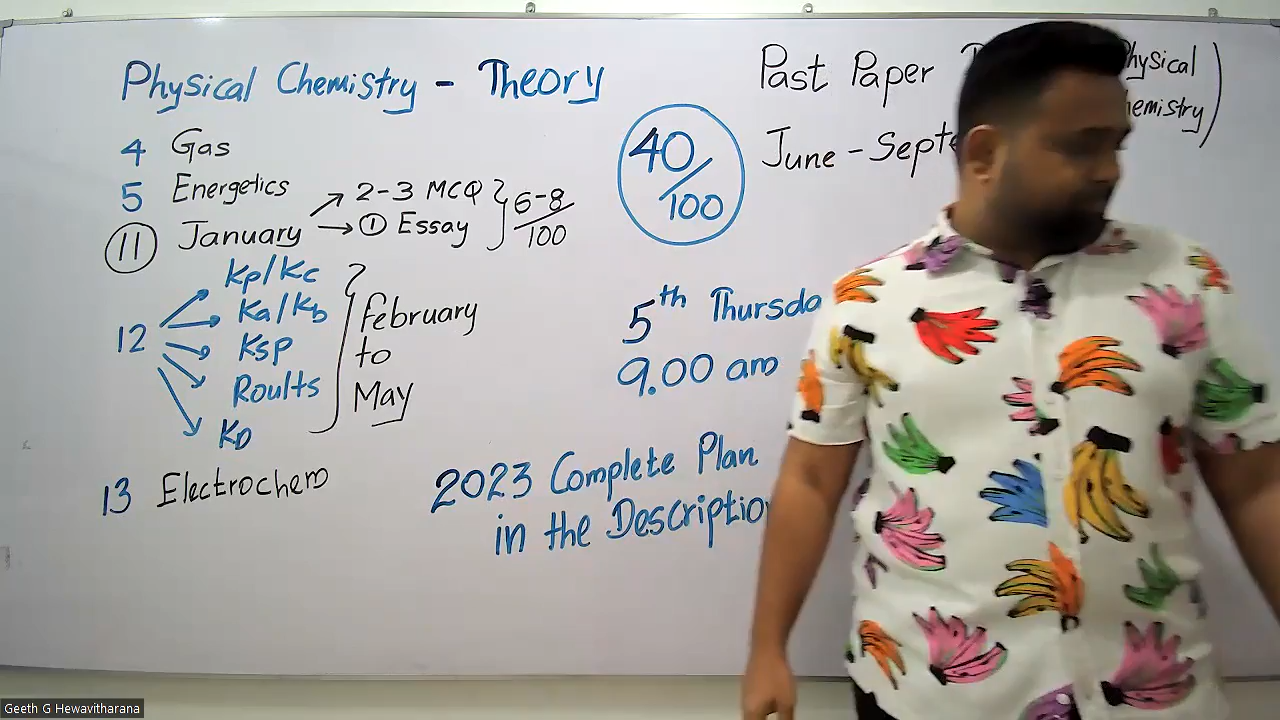 Physical Chemistry - Theory
4 Gas
5 Energetics
11 January → 2-3 MCQ
→ 1 Essay
6-8/100
12
Kp/Kc
Ka/Kb
Ksp
Roults
KD
February
to
May
13 Electrochem
40/100
Past Paper
Physical
Chemistry)
June - Septe
5th Thursda
9.00 am
2023 Complete Plan
in the Description
Geeth G Hewavitharana